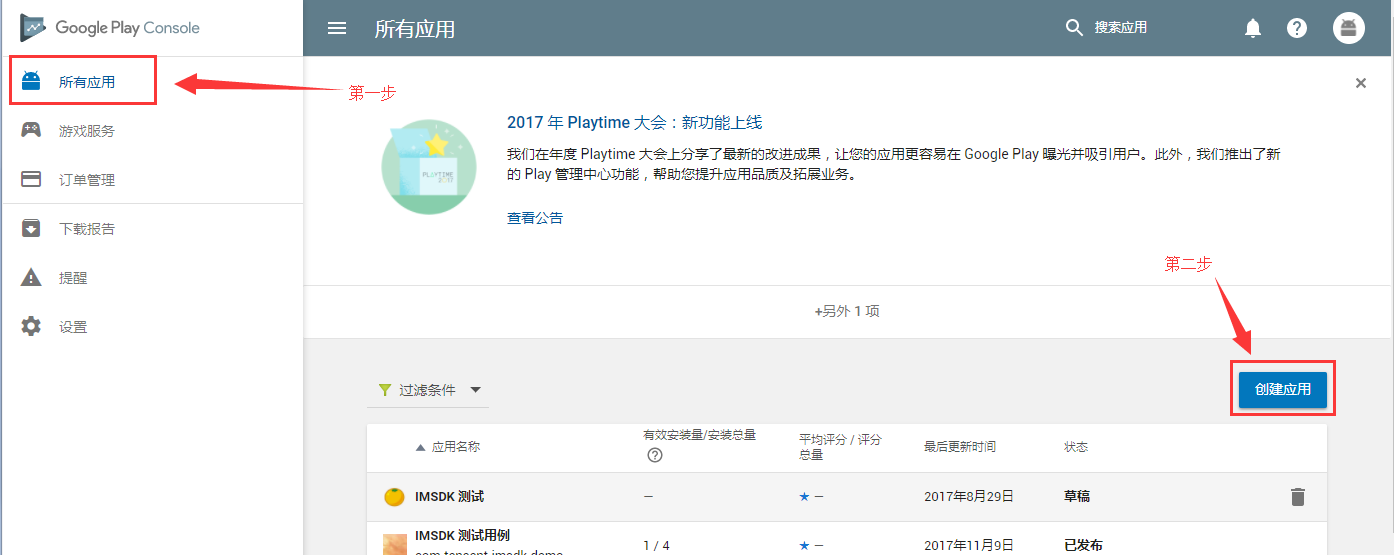 Google Play Console
所有应用
搜索应用
所有应用
第一步
游戏服务
订单管理
下载报告
提醒
设置
2017 年 Playtime 大会：新功能上线
我们在年度 Playtime 大会上分享了最新的改进成果，让您的应用更容易在 Google Play 曝光并吸引用户。此外，我们推出了新
的 Play 管理中心功能，帮助您提升应用品质及拓展业务。
查看公告
PLAYTIME
2017
第二步
+另外 1 项
过滤条件
创建应用
应用名称
有效安装量/安装总量
平均评分 / 评分
总量
最后更新时间
状态
IMSDK 测试
—
★ —
2017年8月29日
草稿
IMSDK 测试用例
com.tencent.imsdk.demo
1 / 4
★ —
2017年11月9日
已发布